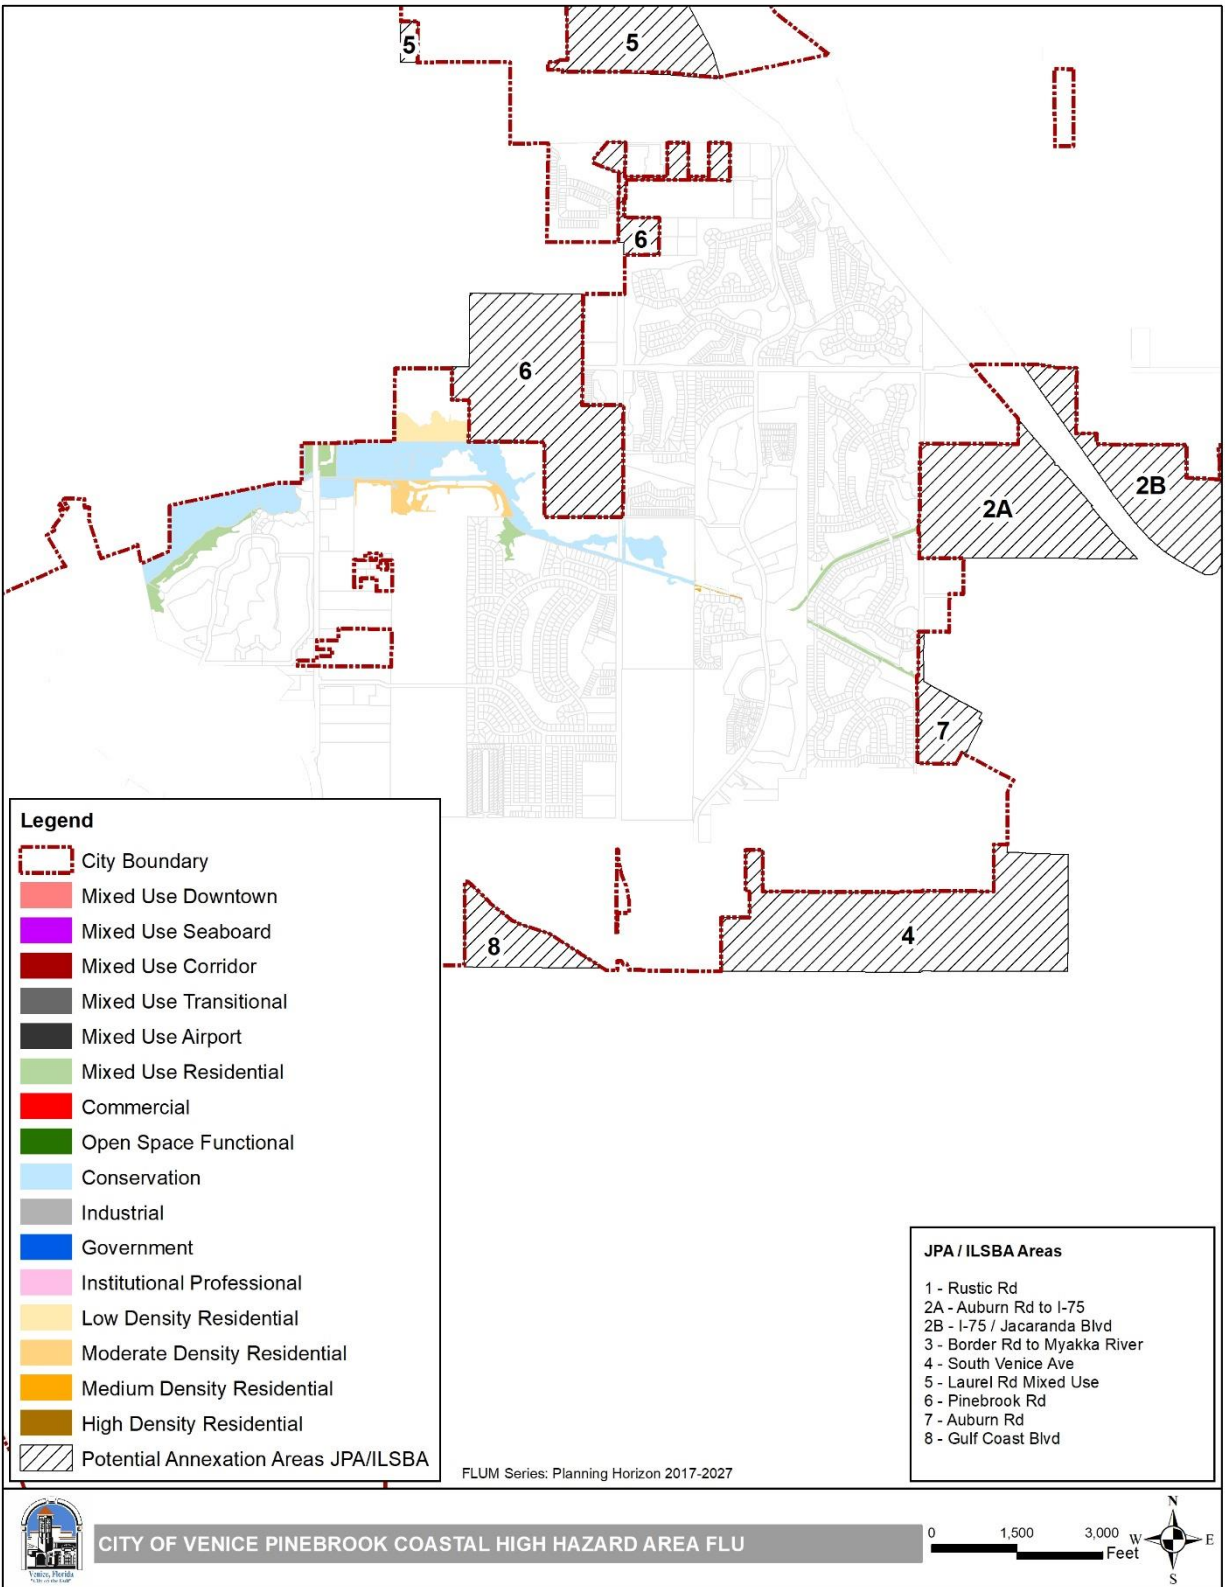 5
5
6
6
2A
2B
7
8
4
Legend
City Boundary
Mixed Use Downtown
Mixed Use Seaboard
Mixed Use Corridor
Mixed Use Transitional
Mixed Use Airport
Mixed Use Residential
Commercial
Open Space Functional
Conservation
Industrial
Government
Institutional Professional
Low Density Residential
Moderate Density Residential
Medium Density Residential
High Density Residential
Potential Annexation Areas JPA/ILSBA
FLUM Series: Planning Horizon 2017-2027
JPA / ILSBA Areas
1 - Rustic Rd
2A - Auburn Rd to I-75
2B - I-75 / Jacaranda Blvd
3 - Border Rd to Myakka River
4 - South Venice Ave
5 - Laurel Rd Mixed Use
6 - Pinebrook Rd
7 - Auburn Rd
8 - Gulf Coast Blvd
Venice, Florida
"City on the Gulf"
CITY OF VENICE PINEBROOK COASTAL HIGH HAZARD AREA FLU
0 1,500 3,000
Feet
N
W E
S